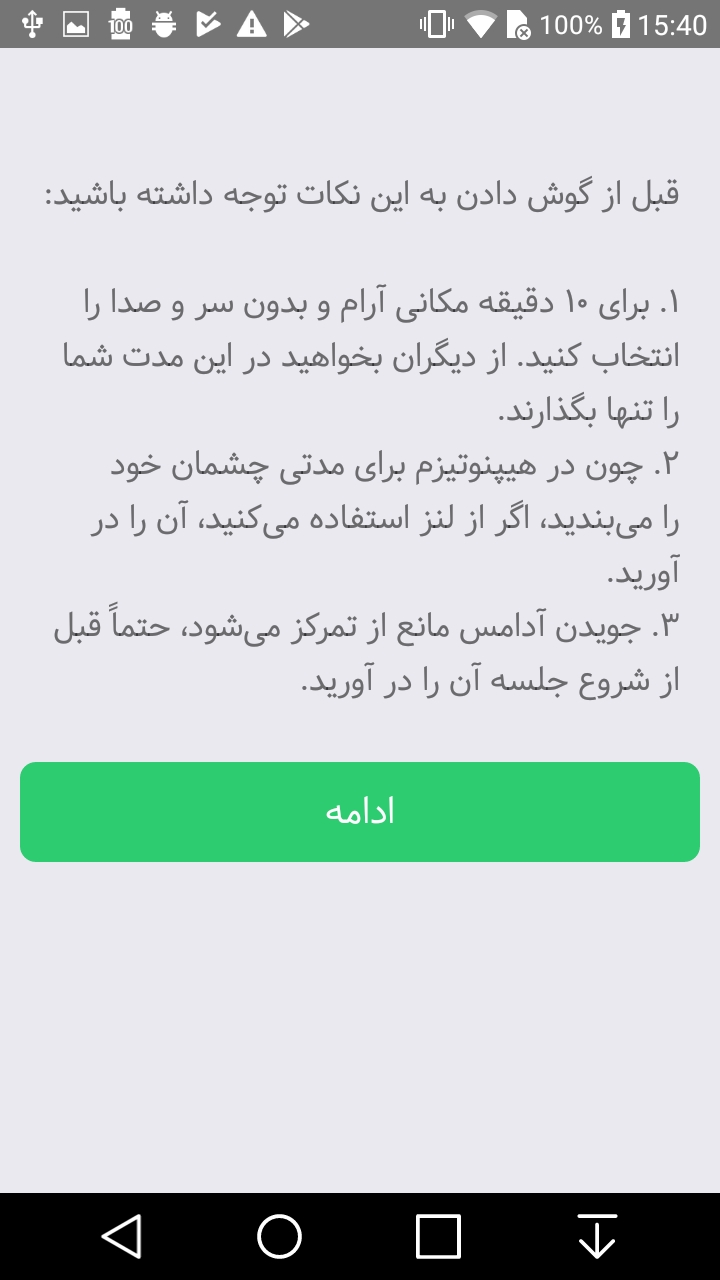 100
100%
15:40
قبل از گوش دادن به این نکات توجه داشته باشید:
۱. برای ۱۰ دقیقه مکانی آرام و بدون سر و صدا را
انتخاب کنید. از دیگران بخواهید در این مدت شما
را تنها بگذارند.
۲. چون در هیپنوتیزم برای مدتی چشمان خود
را می‌بندید، اگر از لنز استفاده می‌کنید، آن را در
آورید.
۳. جویدن آدامس مانع از تمرکز می‌شود، حتماً قبل
از شروع جلسه آن را در آورید.
ادامه